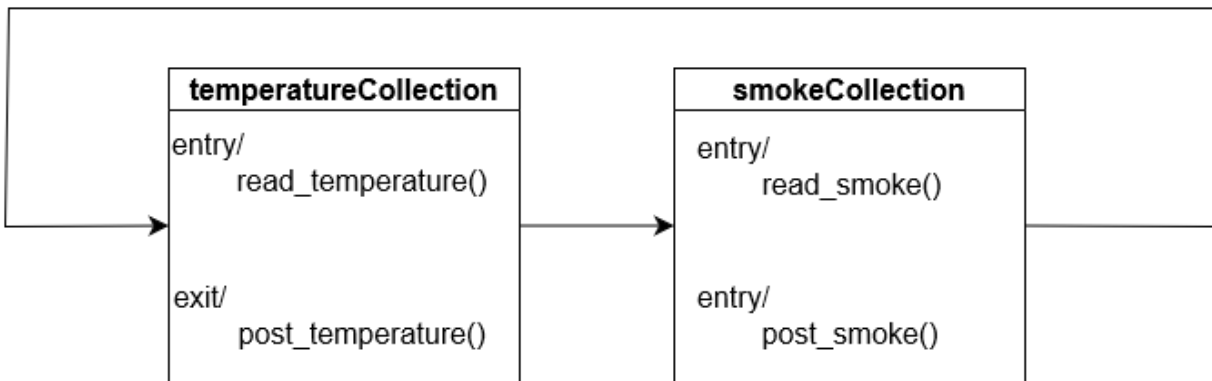 temperatureCollection
entry/
read_temperature()
exit/
post_temperature()
smokeCollection
entry/
read_smoke()
entry/
post_smoke()